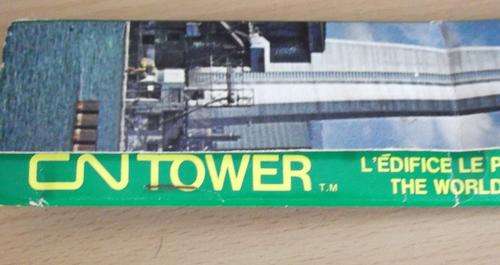 CN TOWER T.M
L'ÉDIFICE LE
THE WORLD